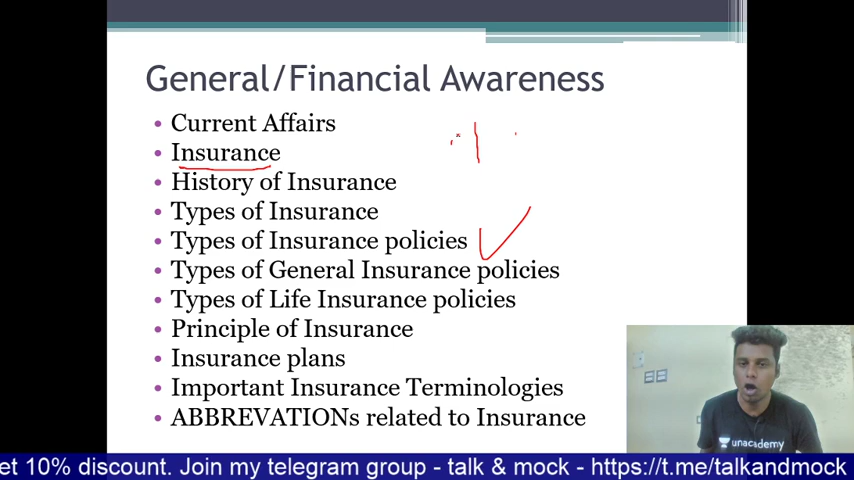 General/Financial Awareness
• Current Affairs
• Insurance
• History of Insurance
• Types of Insurance
• Types of Insurance policies
• Types of General Insurance policies
• Types of Life Insurance policies
• Principle of Insurance
• Insurance plans
• Important Insurance Terminologies
• ABBREVATIONs related to Insurance
unacademy
et 10% discount. Join my telegram group - talk & mock - https://t.me/talkandmock